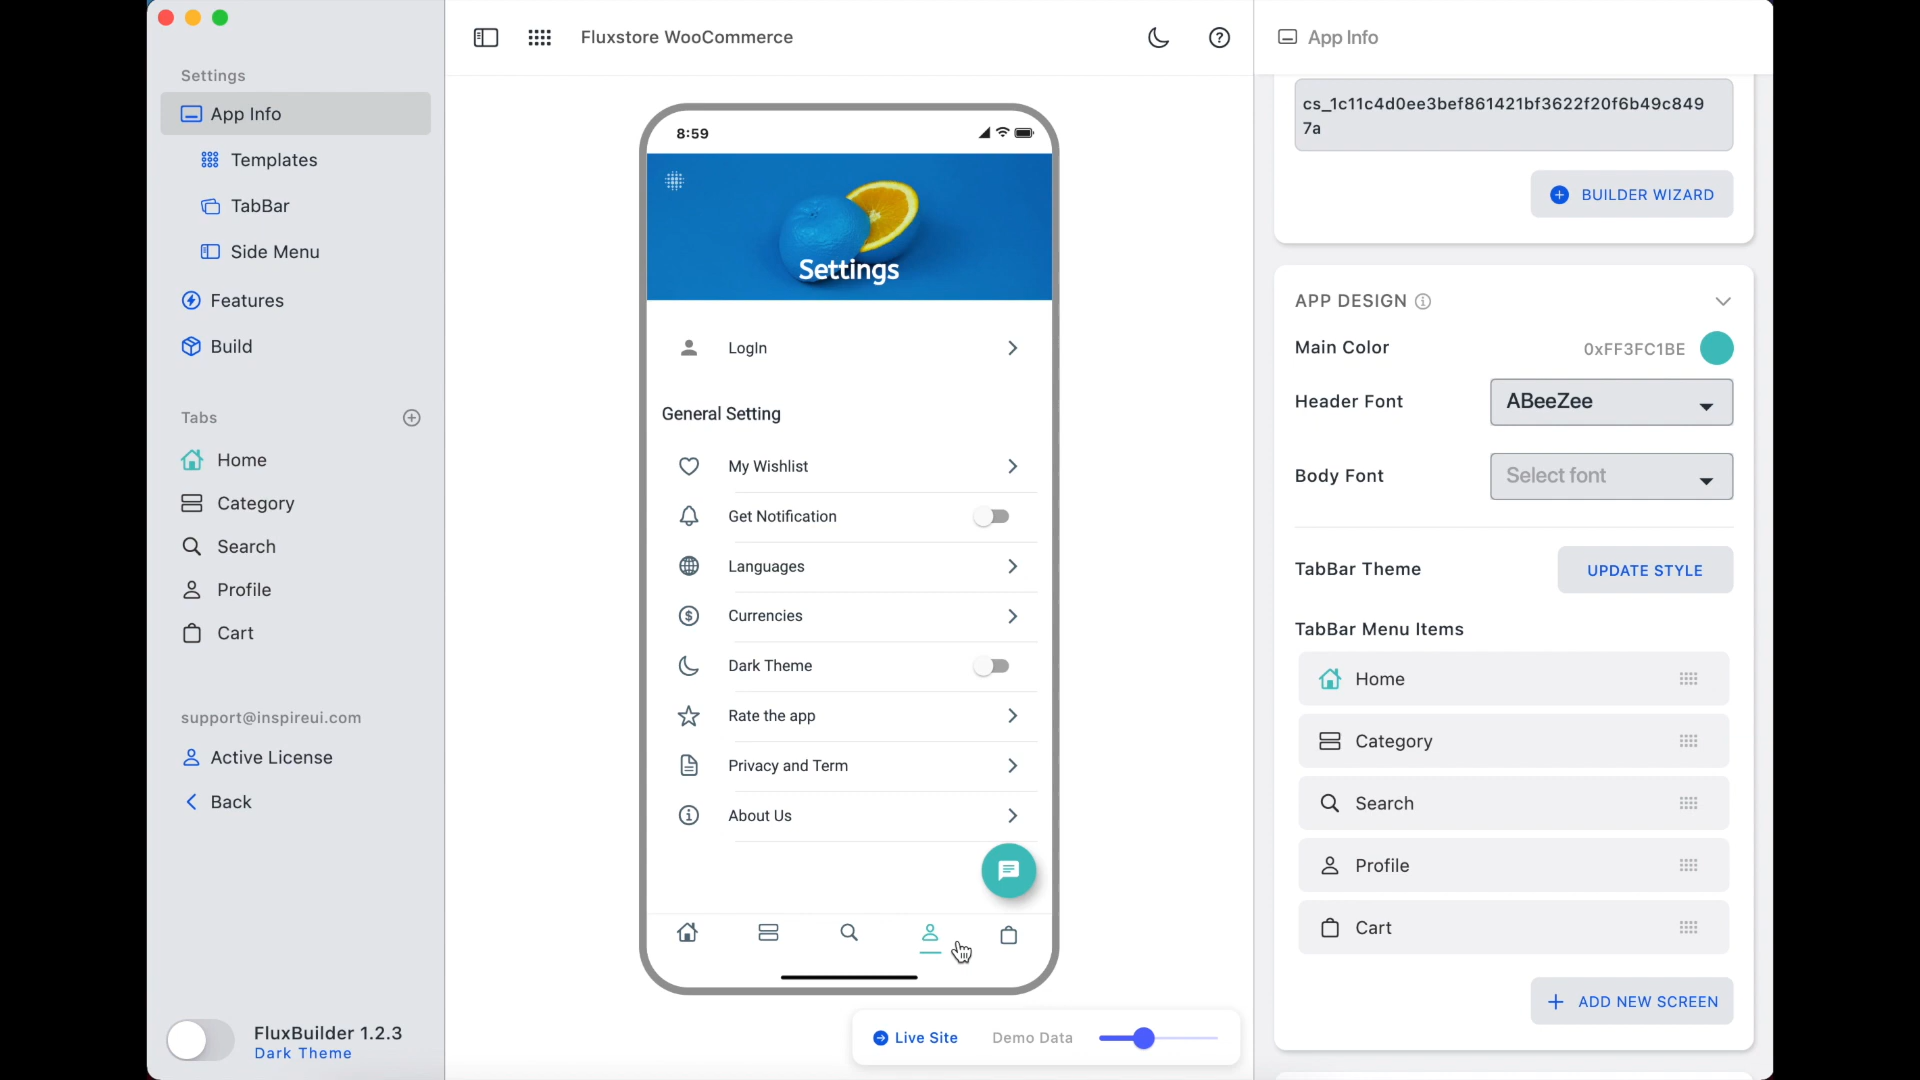 Settings
App Info
Templates
TabBar
Side Menu
Features
Build
Tabs
Home
Category
Search
Profile
Cart
support@inspireui.com
Active License
Back
FluxBuilder 1.2.3
Dark Theme
Fluxstore WooCommerce
8:59
Settings
LogIn
General Setting
My Wishlist
Get Notification
Languages
Currencies
Dark Theme
Rate the app
Privacy and Term
About Us
Live Site
Demo Data
App Info
cs_1c11c4d0ee3bef861421bf3622f20f6b49c849
7a
BUILDER WIZARD
APP DESIGN
Main Color
0xFF3FC1BE
Header Font
ABeeZee
Body Font
Select font
TabBar Theme
UPDATE STYLE
TabBar Menu Items
Home
Category
Search
Profile
Cart
ADD NEW SCREEN